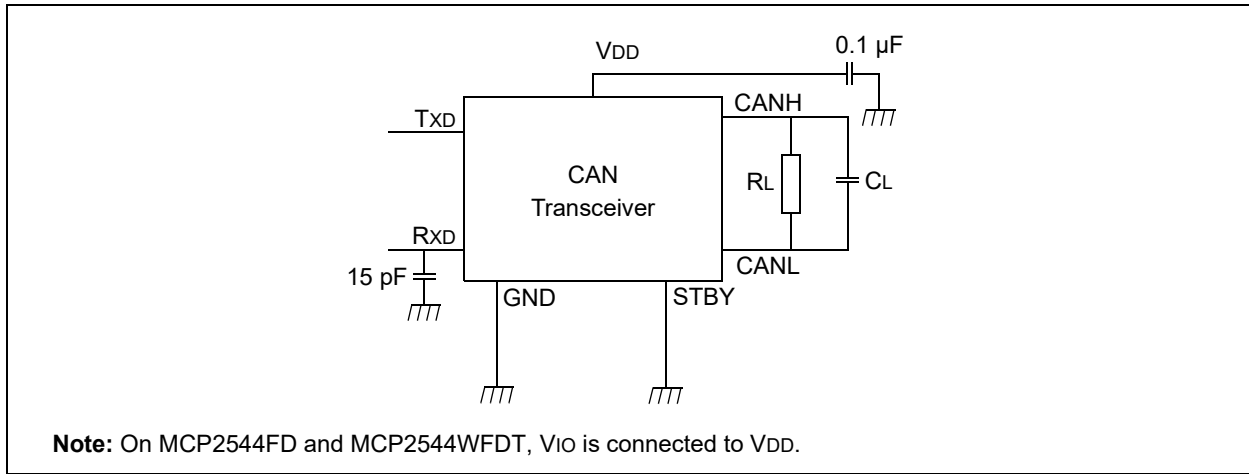 VDD
0.1 µF
CANH
TXD
CAN
Transceiver
RL
CL
RXD
CANL
15 pF
GND
STBY
Note: On MCP2544FD and MCP2544WFDT, VIO is connected to VDD.